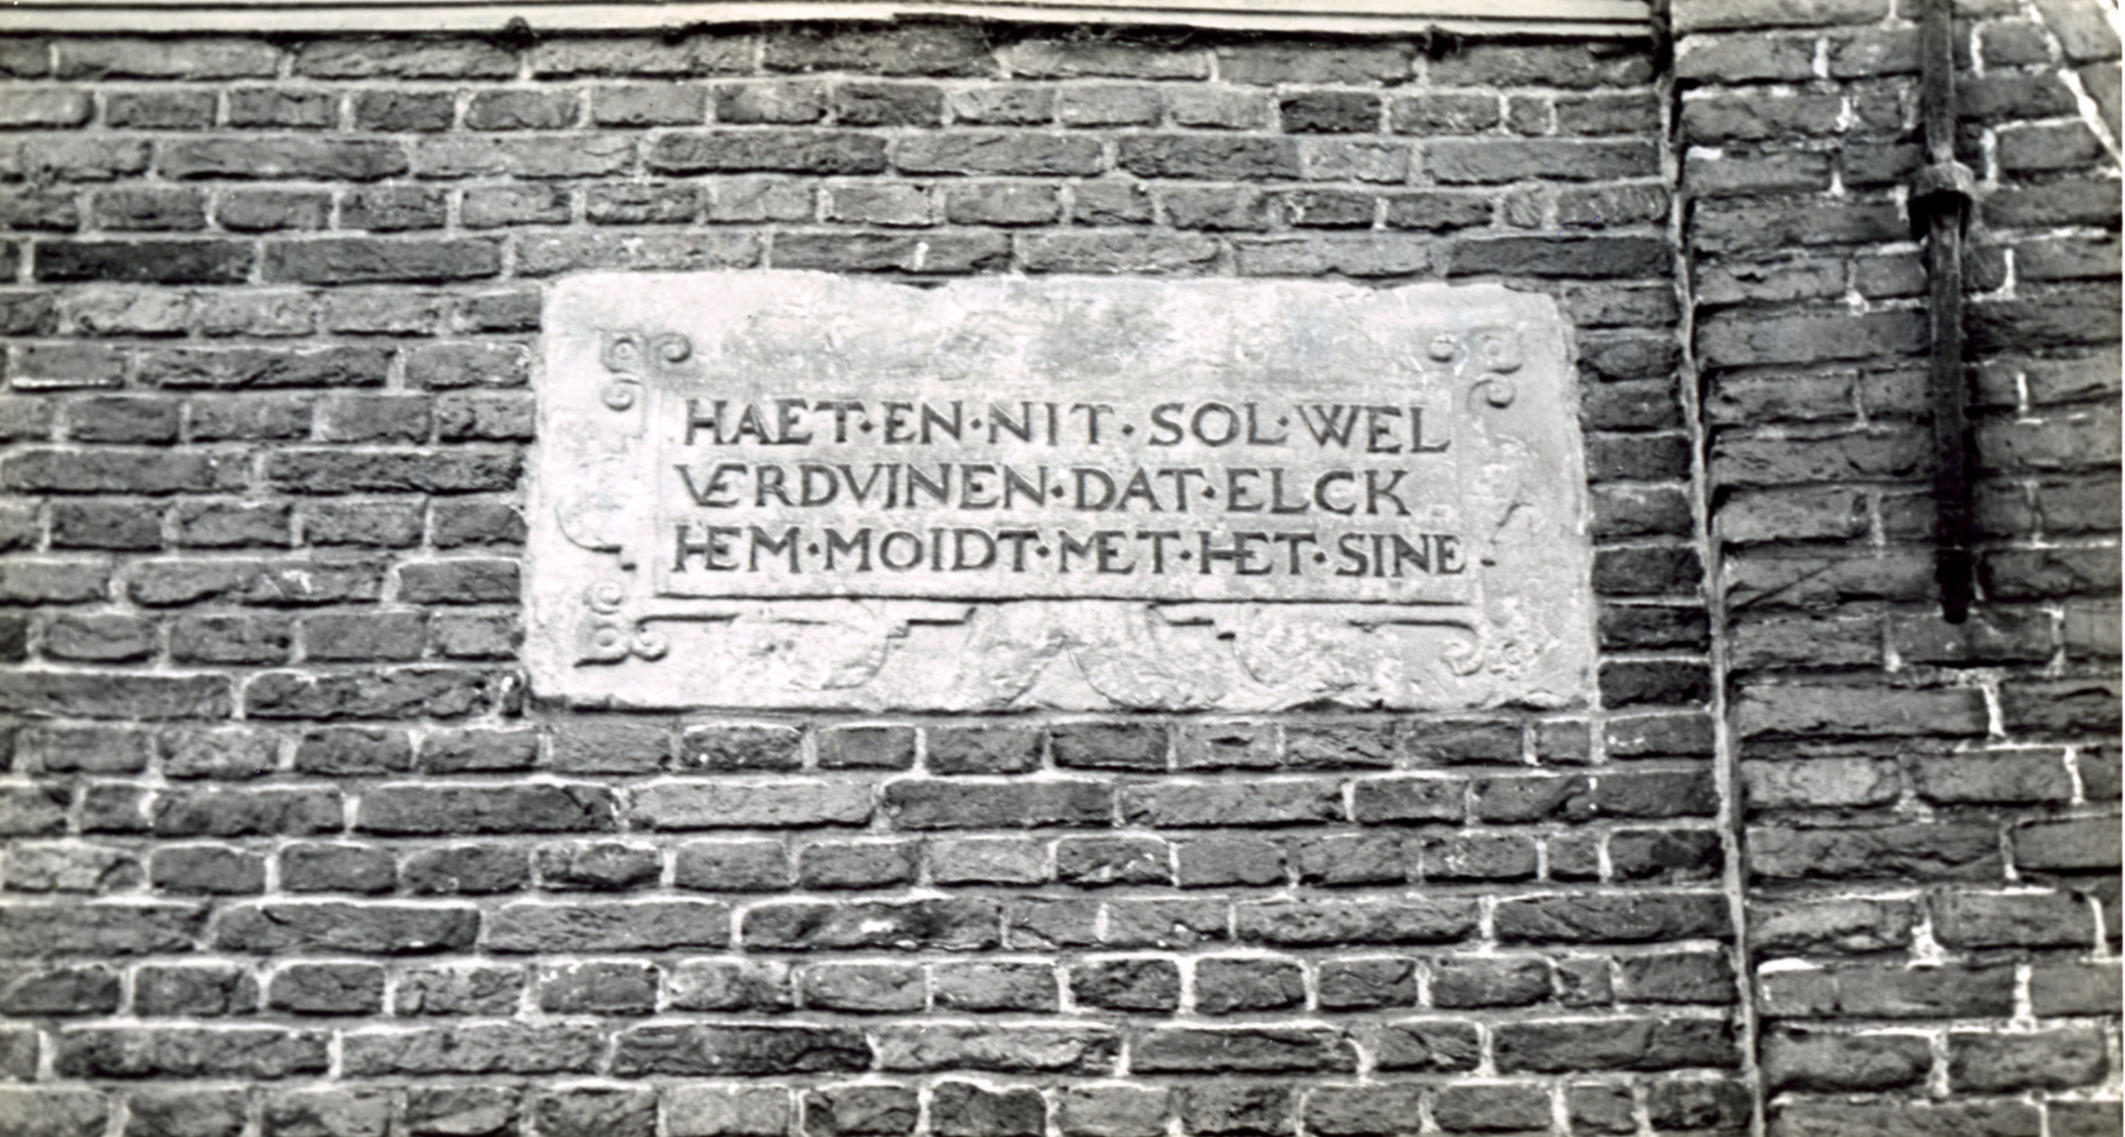 HAET·EN·NIT·SOL·WEL
VERDVINEN·DAT·ELCK
HEM·MOIDT·MET·HET·SINE·